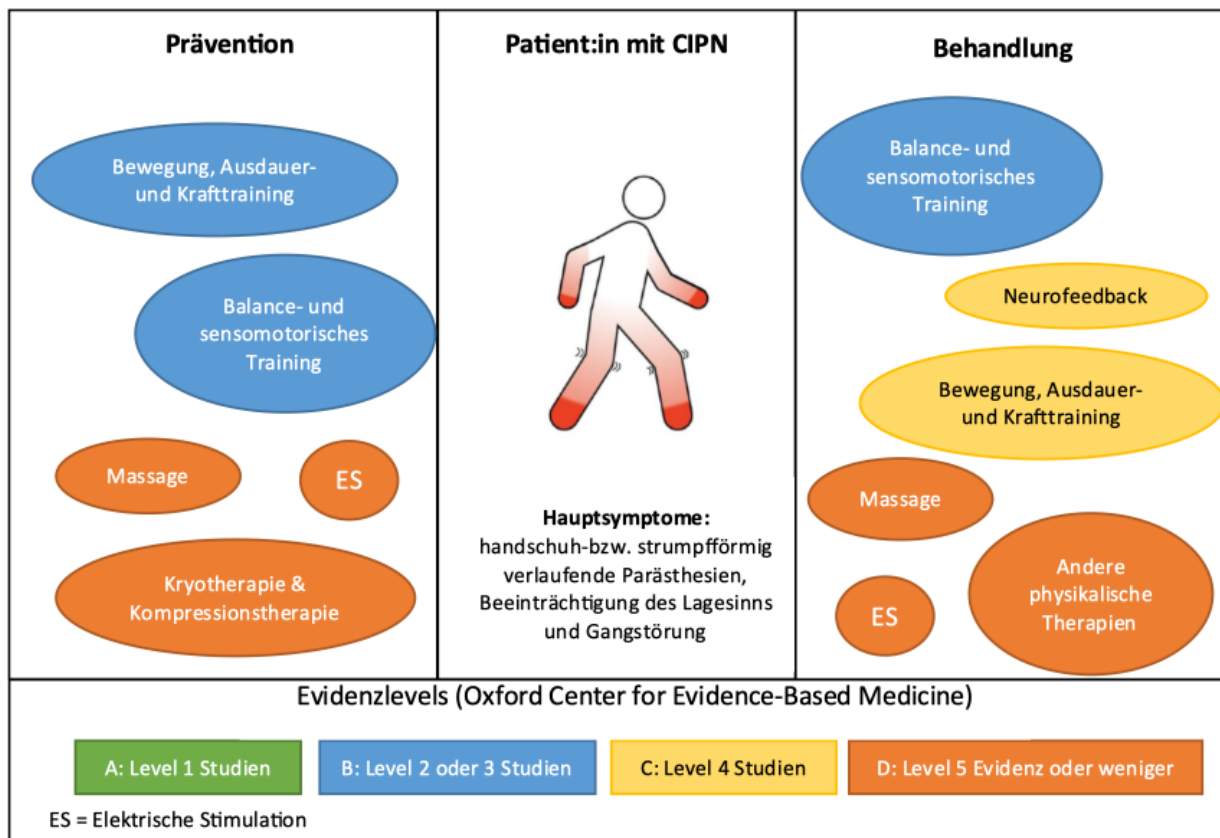 Prävention
Bewegung, Ausdauer-
und Krafttraining
Balance- und
sensomotorisches
Training
Massage
ES
Kryotherapie &
Kompressionstherapie
Patient:in mit CIPN
Hauptsymptome:
handschuh-bzw. strumpfförmig
verlaufende Parästhesien,
Beeinträchtigung des Lagesinns
und Gangstörung
Behandlung
Balance- und
sensomotorisches
Training
Neurofeedback
Bewegung, Ausdauer-
und Krafttraining
Massage
ES
Andere
physikalische
Therapien
Evidenzlevels (Oxford Center for Evidence-Based Medicine)
A: Level 1 Studien
B: Level 2 oder 3 Studien
C: Level 4 Studien
D: Level 5 Evidenz oder weniger
ES = Elektrische Stimulation